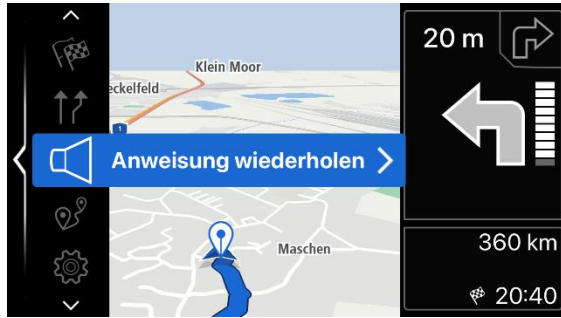 20 m
Klein Moor
eckelfeld
1
Anweisung wiederholen
Maschen
360 km
20:40